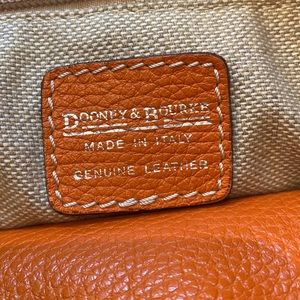 DOONEY & BOURKE
MADE IN ITALY
GENUINE LEATHER